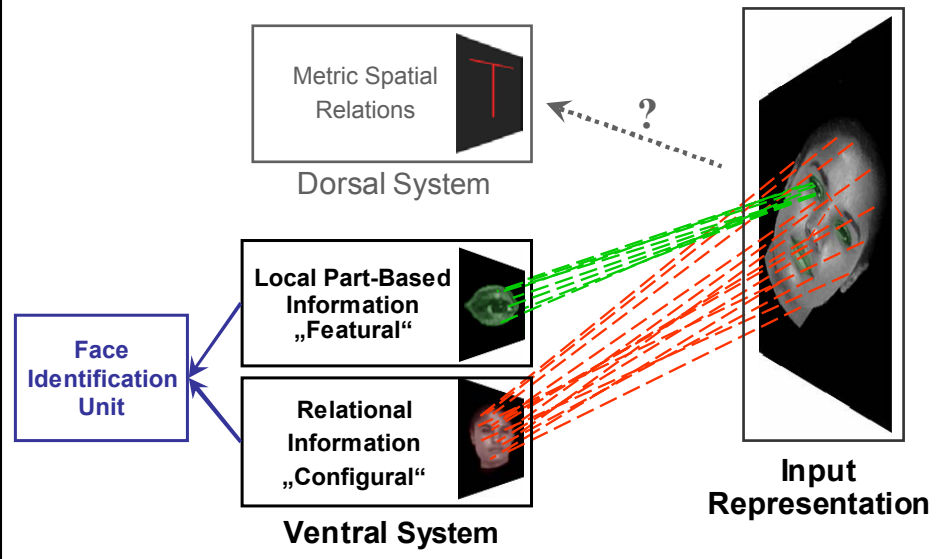 Metric Spatial
Relations
?
Dorsal System
Local Part-Based
Information
„Featural“
Face
Identification
Unit
Relational
Information
„Configural“
Ventral System
Input
Representation